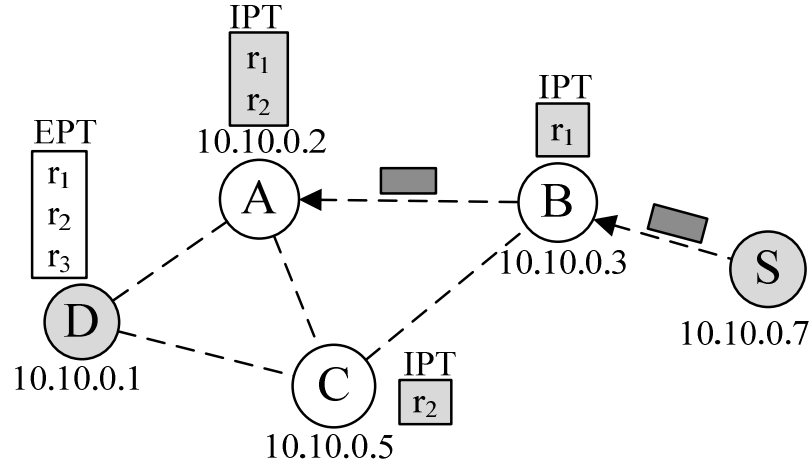 IPT
r₁
r₂
10.10.0.2
A
IPT
r₁
B
10.10.0.3
S
10.10.0.7
EPT
r₁
r₂
r₃
D
10.10.0.1
C
10.10.0.5
IPT
r₂